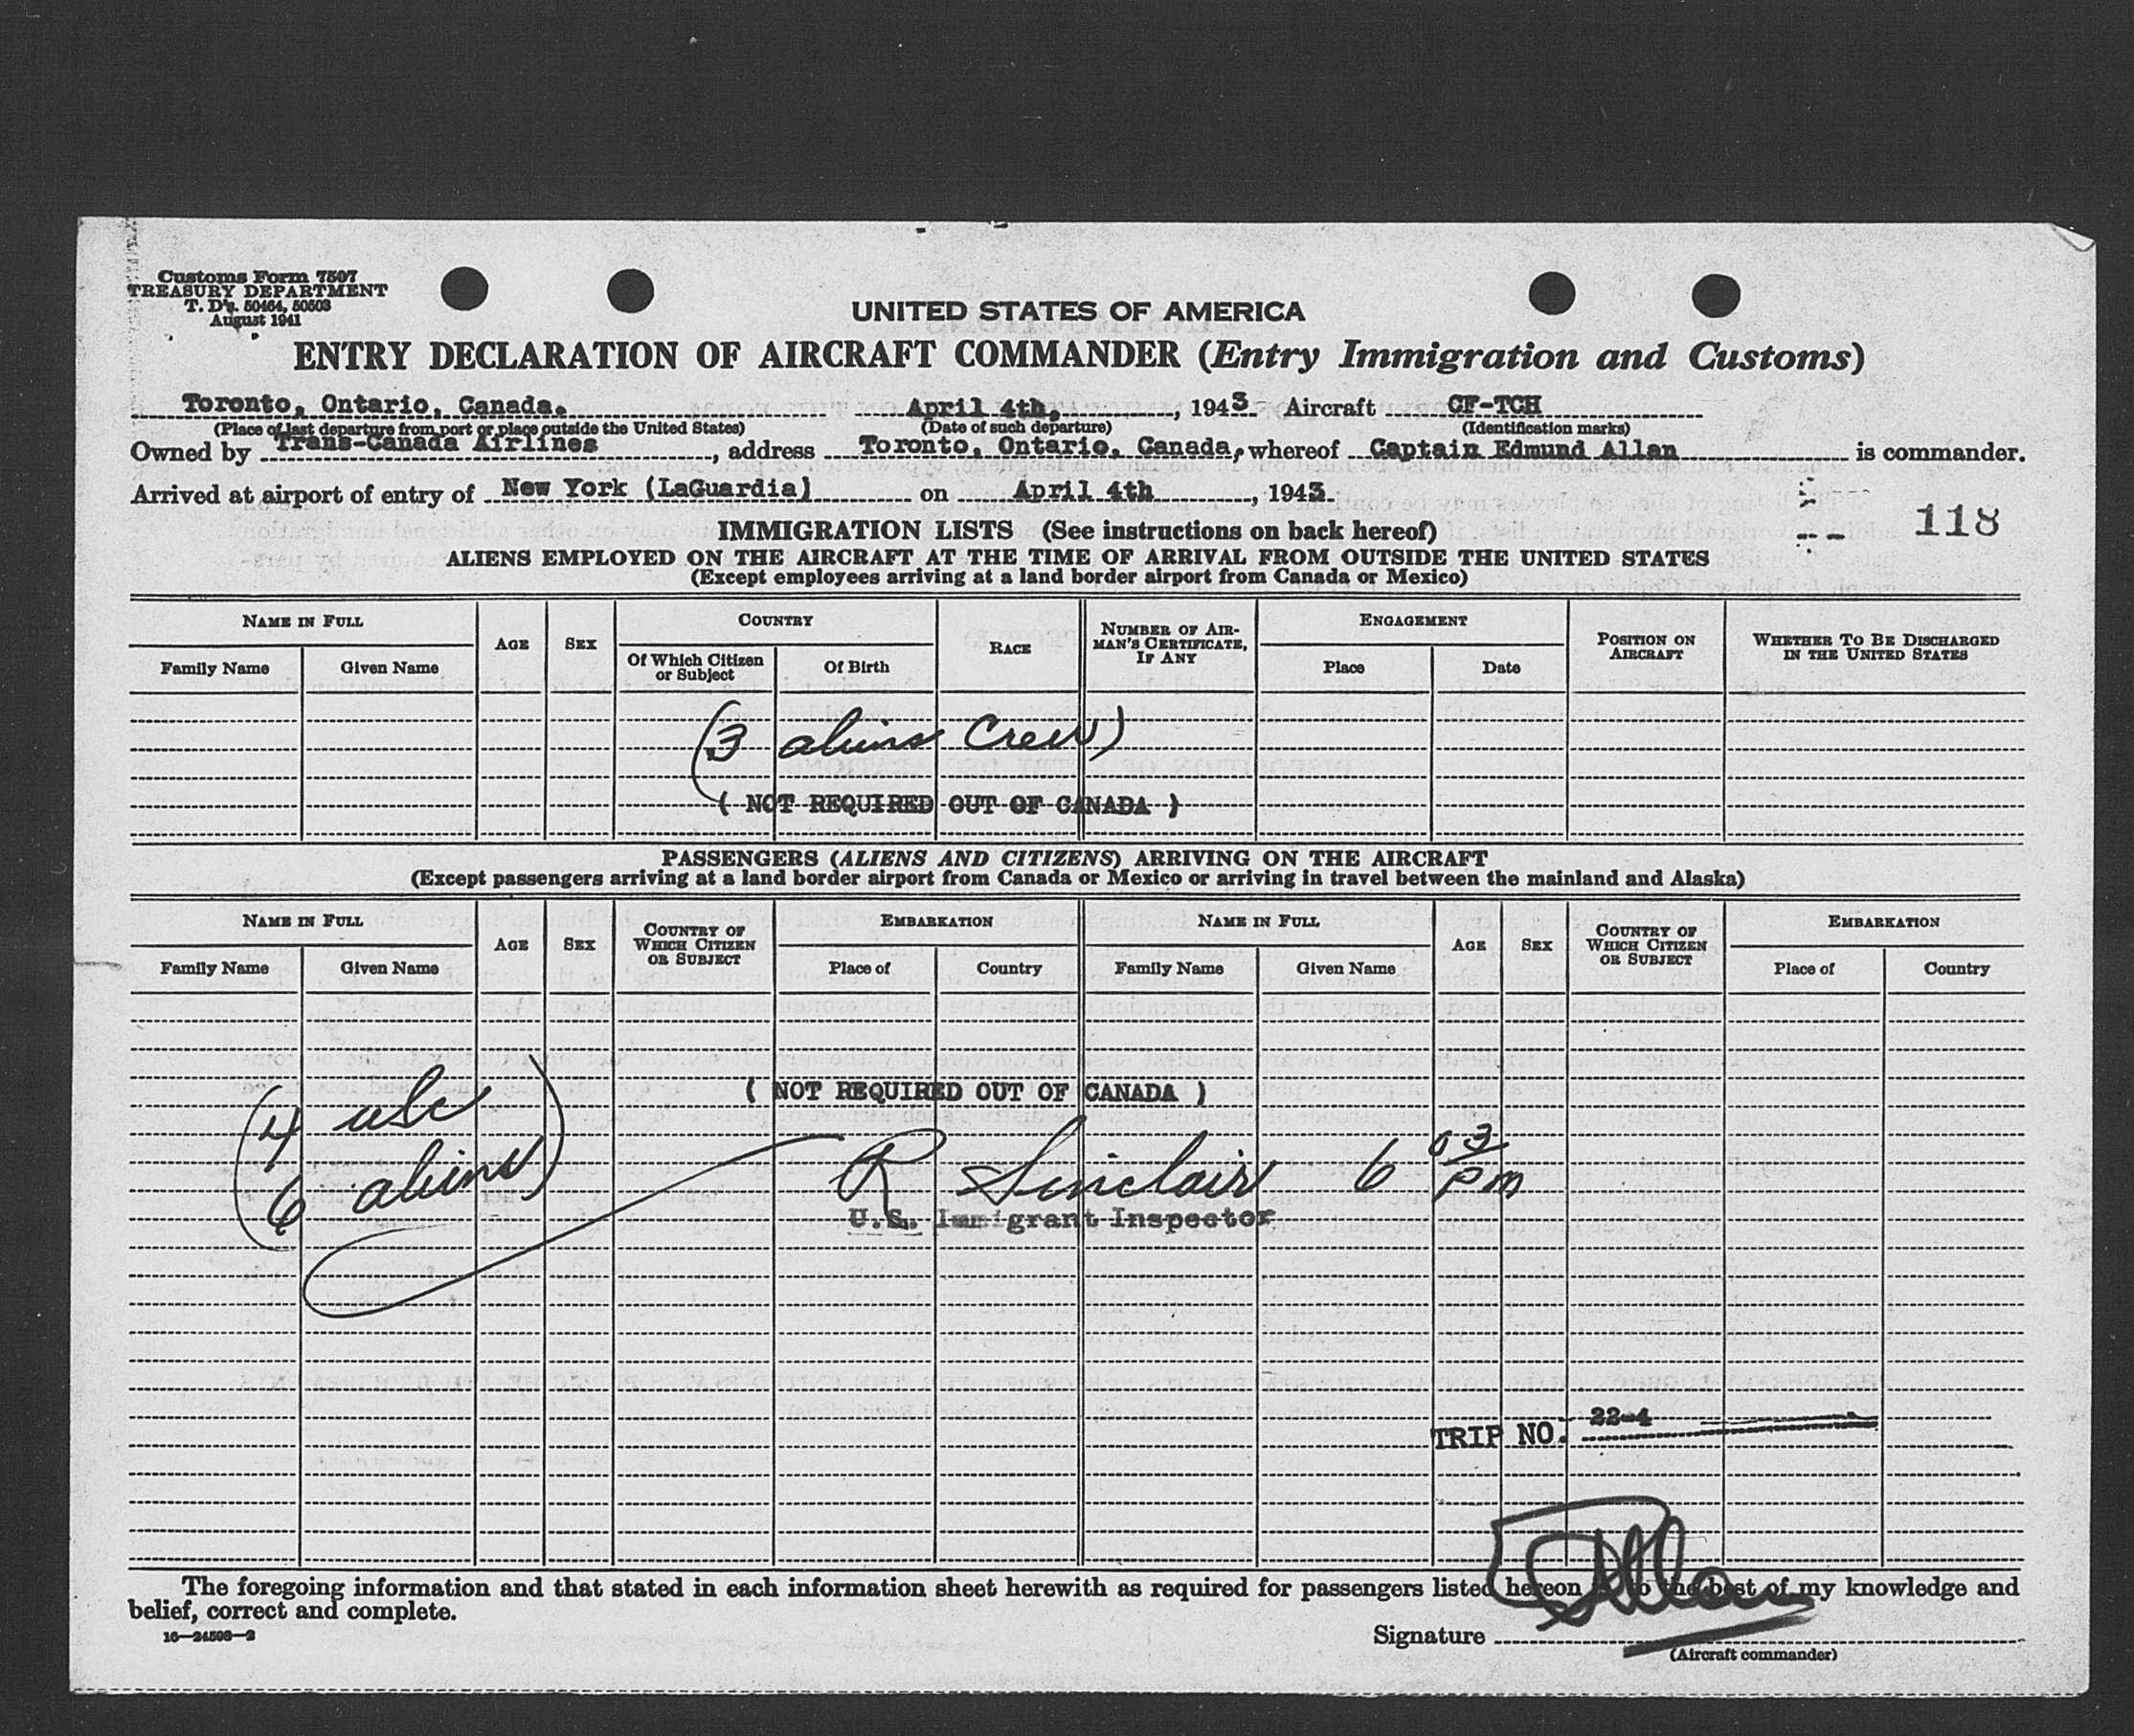 Customs Form 7507
TREASURY DEPARTMENT
T. D's. 50464, 50503
August 1941
UNITED STATES OF AMERICA
ENTRY DECLARATION OF AIRCRAFT COMMANDER (Entry Immigration and Customs)
Toronto, Ontario, Canada. April 4th, , 1943 Aircraft CF-TCH
(Place of last departure from port or place outside the United States) (Date of such departure) (Identification marks)
Owned by Trans-Canada Airlines , address Toronto, Ontario, Canada, whereof Captain Edmund Allan is commander.
Arrived at airport of entry of New York (LaGuardia) on April 4th , 1943
118
IMMIGRATION LISTS (See instructions on back hereof)
ALIENS EMPLOYED ON THE AIRCRAFT AT THE TIME OF ARRIVAL FROM OUTSIDE THE UNITED STATES
(Except employees arriving at a land border airport from Canada or Mexico)
NAME IN FULL AGE SEX COUNTRY RACE NUMBER OF AIRMAN'S CERTIFICATE, IF ANY ENGAGEMENT POSITION ON AIRCRAFT WHETHER TO BE DISCHARGED IN THE UNITED STATES
Family Name Given Name Of Which Citizen or Subject Of Birth Place Date
(3 aliens Crew)
( NOT REQUIRED OUT OF CANADA )
PASSENGERS (ALIENS AND CITIZENS) ARRIVING ON THE AIRCRAFT
(Except passengers arriving at a land border airport from Canada or Mexico or arriving in travel between the mainland and Alaska)
NAME IN FULL AGE SEX COUNTRY OF WHICH CITIZEN OR SUBJECT EMBARKATION NAME IN FULL AGE SEX COUNTRY OF WHICH CITIZEN OR SUBJECT EMBARKATION
Family Name Given Name Place of Country Family Name Given Name Place of Country
( NOT REQUIRED OUT OF CANADA )
(4 usc
6 aliens)
R Sinclair 6 03 pm
U.S. Immigrant Inspector
TRIP NO. 22-4
The foregoing information and that stated in each information sheet herewith as required for passengers listed hereon is to the best of my knowledge and
belief, correct and complete.
16—24598—2
Signature Allan
(Aircraft commander)